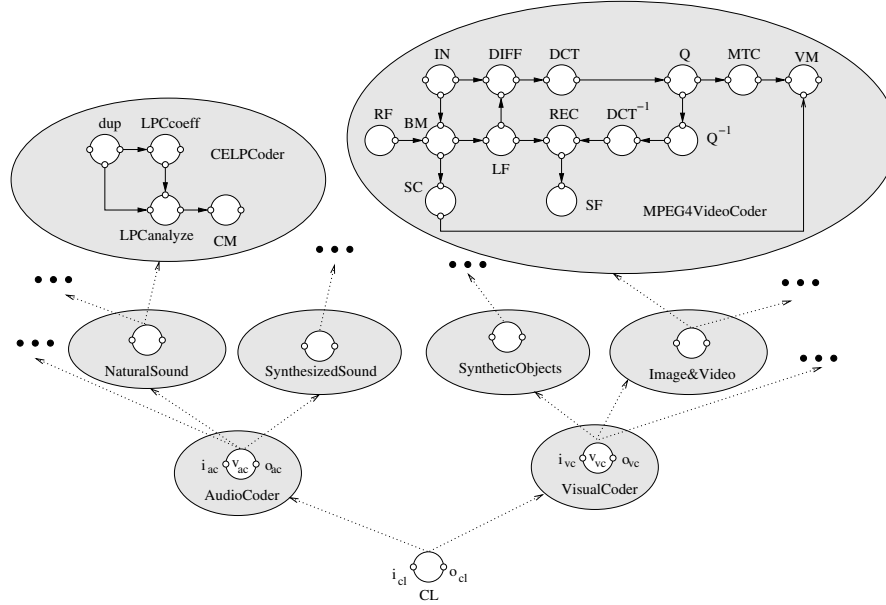 IN DIFF DCT Q MTC VM
RF BM REC DCT⁻¹ Q⁻¹
LF
SC
SF
MPEG4VideoCoder
dup LPCcoeff
CELPCoder
LPCanalyze CM
NaturalSound
SynthesizedSound
SyntheticObjects
Image&Video
i_ac v_ac o_ac
AudioCoder
i_vc v_vc o_vc
VisualCoder
i_cl o_cl
CL